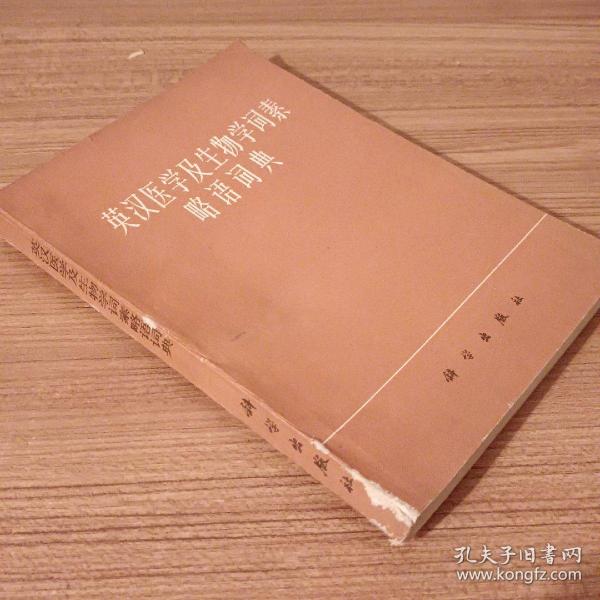 英汉医学及生物学词素
略语词典
科学出版社
英汉医学及生物学词素略语词典
科学出版社
孔夫子旧书网
www.kongfz.com